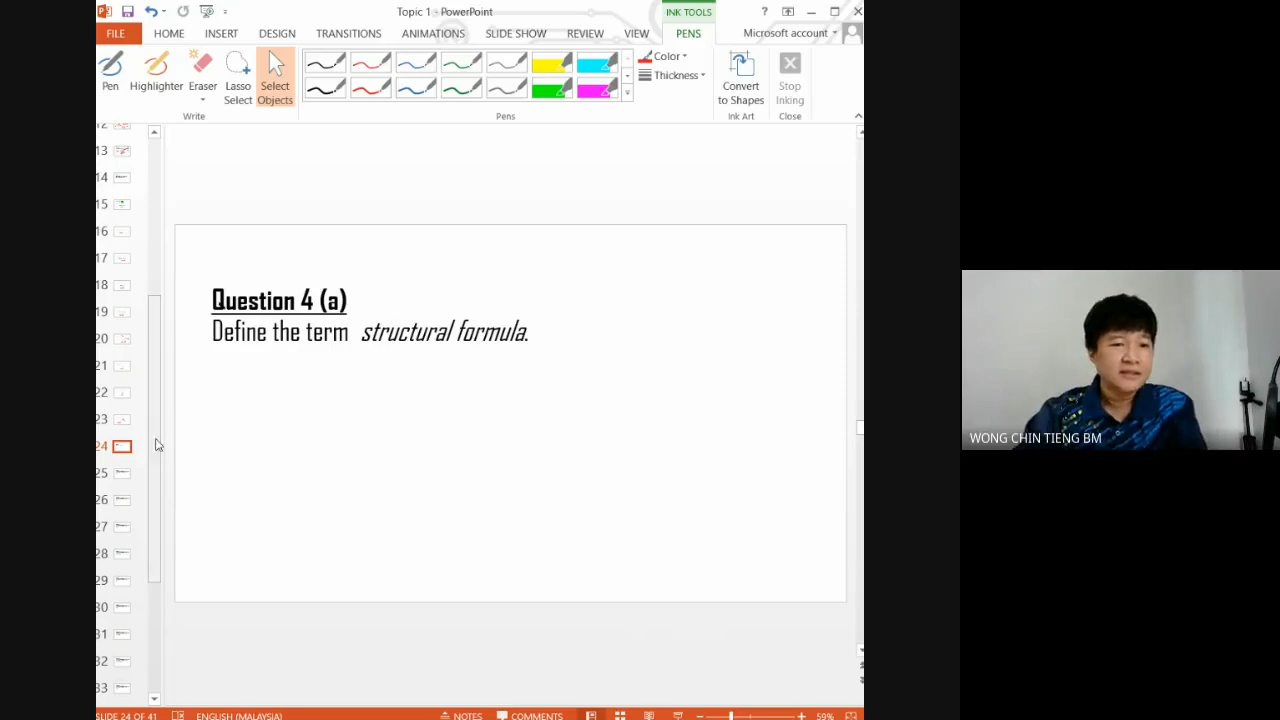 Topic 1 - PowerPoint
INK TOOLS
?
FILE
HOME
INSERT
DESIGN
TRANSITIONS
ANIMATIONS
SLIDE SHOW
REVIEW
VIEW
PENS
Microsoft account
Pen
Highlighter
Eraser
Lasso
Select
Select
Objects
Color
Thickness
Convert
to Shapes
Stop
Inking
Write
Pens
Ink Art
Close
12
13
14
15
16
17
18
19
20
21
22
23
24
25
26
27
28
29
30
31
32
33
Question 4 (a)
Define the term structural formula.
WONG CHIN TIENG BM
SLIDE 24 OF 41
ENGLISH (MALAYSIA)
NOTES
COMMENTS
59%